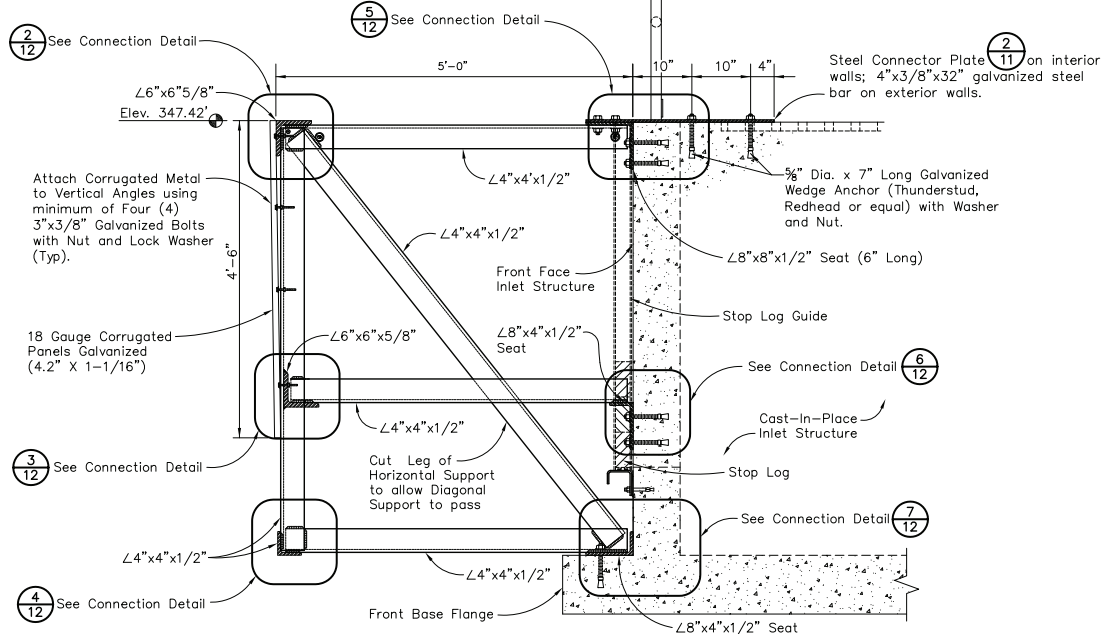 5
12
See Connection Detail
2
12
See Connection Detail
5'-0"
10"
10"
4"
Steel Connector Plate
2
11
on interior
walls; 4"x3/8"x32" galvanized steel
bar on exterior walls.
∠6"x6"5/8"
Elev. 347.42'
∠4"x4'x1/2"
⅝" Dia. x 7" Long Galvanized
Wedge Anchor (Thunderstud,
Redhead or equal) with Washer
and Nut.
Attach Corrugated Metal
to Vertical Angles using
minimum of Four (4)
3"x3/8" Galvanized Bolts
with Nut and Lock Washer
(Typ).
4'-6"
∠4"x4"x1/2"
∠8"x8"x1/2" Seat (6" Long)
Front Face
Inlet Structure
Stop Log Guide
18 Gauge Corrugated
Panels Galvanized
(4.2" X 1-1/16")
∠6"x6"x5/8"
∠8"x4"x1/2"
Seat
See Connection Detail
6
12
∠4"x4"x1/2"
Cast-In-Place
Inlet Structure
3
12
See Connection Detail
Cut Leg of
Horizontal Support
to allow Diagonal
Support to pass
Stop Log
See Connection Detail
7
12
∠4"x4"x1/2"
∠4"x4"x1/2"
4
12
See Connection Detail
Front Base Flange
∠8"x4"x1/2" Seat